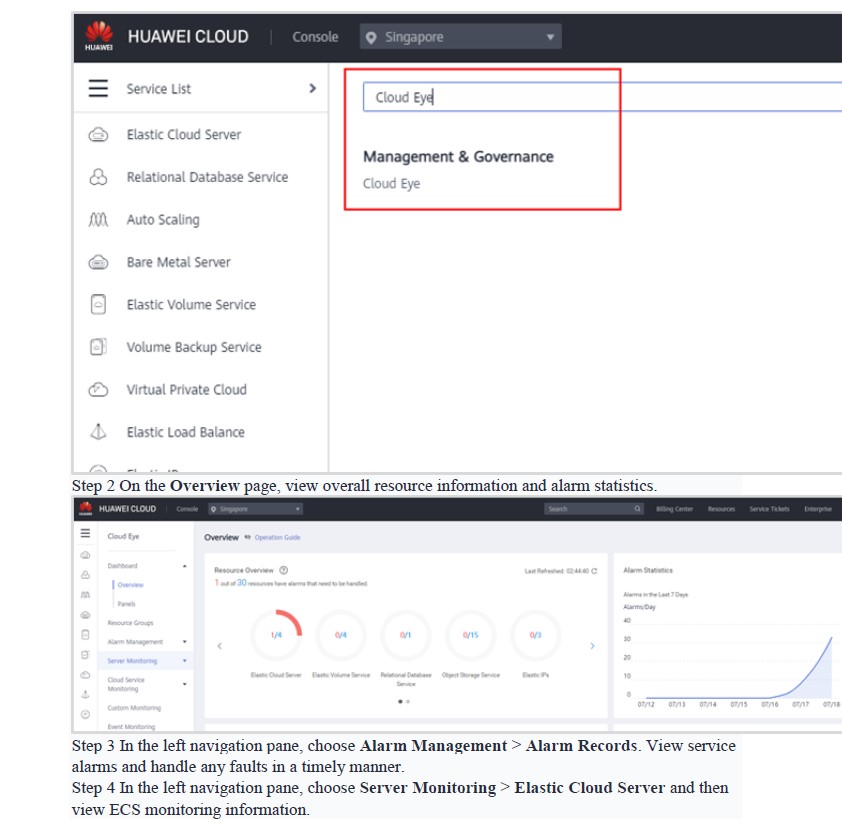 HUAWEI
HUAWEI CLOUD | Console Singapore
Service List
Cloud Eye
Management & Governance
Cloud Eye
Elastic Cloud Server
Relational Database Service
Auto Scaling
Bare Metal Server
Elastic Volume Service
Volume Backup Service
Virtual Private Cloud
Elastic Load Balance
Step 2 On the Overview page, view overall resource information and alarm statistics.
HUAWEI CLOUD | Console Singapore Search Billing Center Resources Service Tickets Enterprise
Cloud Eye
Dashboard
Overview
Panels
Resource Groups
Alarm Management
Server Monitoring
Cloud Service
Monitoring
Custom Monitoring
Event Monitoring
Overview Operation Guide
Resource Overview
Last Refreshed: 02:44:40
1 out of 30 resources have alarms that need to be handled.
1/4 0/4 0/1 0/15 0/3
Elastic Cloud Server Elastic Volume Service Relational Database Object Storage Service Elastic IPs
Service
Alarm Statistics
Alarms in the Last 7 Days
Alarms/Day
40
30
20
10
0
07/12 07/13 07/14 07/15 07/16 07/17 07/18
Step 3 In the left navigation pane, choose Alarm Management > Alarm Records. View service
alarms and handle any faults in a timely manner.
Step 4 In the left navigation pane, choose Server Monitoring > Elastic Cloud Server and then
view ECS monitoring information.